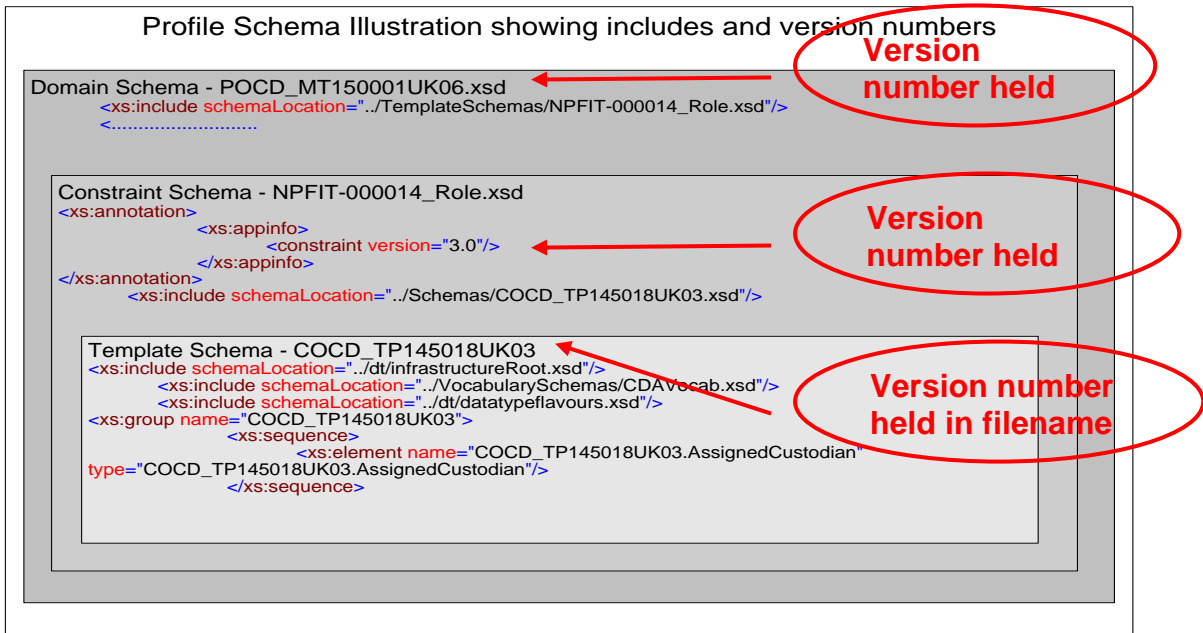 Profile Schema Illustration showing includes and version numbers
Version
number held
Domain Schema - POCD_MT150001UK06.xsd
<xs:include schemaLocation="../TemplateSchemas/NPFIT-000014_Role.xsd"/>
<...........................
Constraint Schema - NPFIT-000014_Role.xsd
<xs:annotation>
<xs:appinfo>
<constraint version="3.0"/>
</xs:appinfo>
</xs:annotation>
<xs:include schemaLocation="../Schemas/COCD_TP145018UK03.xsd"/>
Version
number held
Template Schema - COCD_TP145018UK03
<xs:include schemaLocation="../dt/infrastructureRoot.xsd"/>
<xs:include schemaLocation="../VocabularySchemas/CDAVocab.xsd"/>
<xs:include schemaLocation="../dt/datatypeflavours.xsd"/>
<xs:group name="COCD_TP145018UK03">
<xs:sequence>
<xs:element name="COCD_TP145018UK03.AssignedCustodian"
type="COCD_TP145018UK03.AssignedCustodian"/>
</xs:sequence>
Version number
held in filename